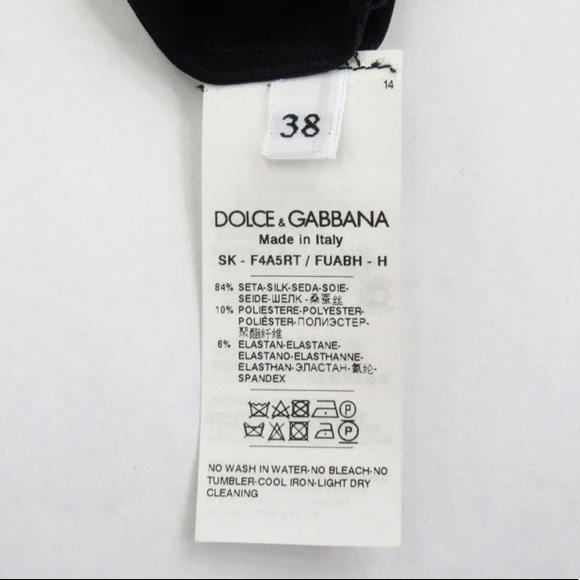 14
38
DOLCE & GABBANA
Made in Italy
SK - F4A5RT / FUABH - H
84% SETA-SILK-SEDA-SOIE-
SEIDE-ШЕЛК-桑蚕丝
10% POLIESTERE-POLYESTER-
POLIÉSTER-ПОЛИЭСТЕР-
聚酯纤维
6% ELASTAN-ELASTANE-
ELASTANO-ELASTHANNE-
ELASTHAN-ЭЛАСТАН-氨纶-
SPANDEX
P
P
NO WASH IN WATER-NO BLEACH-NO
TUMBLER-COOL IRON-LIGHT DRY
CLEANING